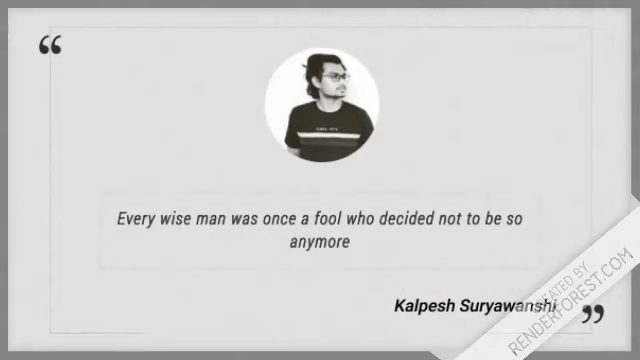 “
Every wise man was once a fool who decided not to be so
anymore
Kalpesh Suryawanshi
”
CREATED BY
RENDERFOREST.COM